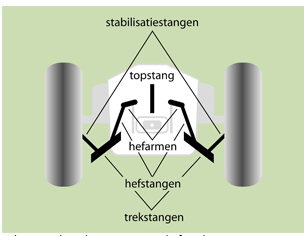 stabilisatiestangen
topstang
hefarmen
hefstangen
trekstangen